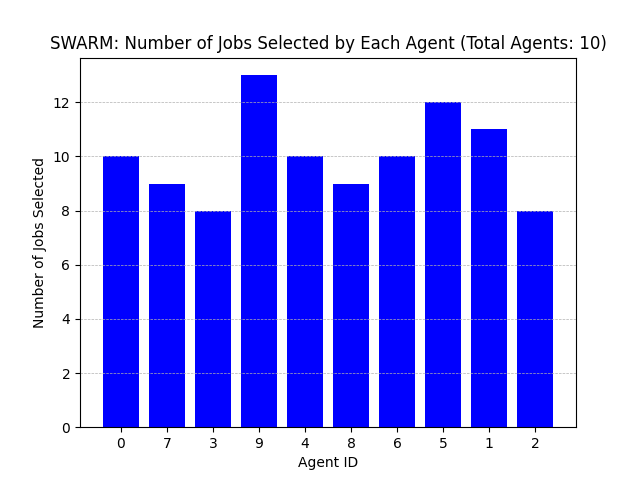 SWARM: Number of Jobs Selected by Each Agent (Total Agents: 10)
Number of Jobs Selected
12
10
8
6
4
2
0
0 7 3 9 4 8 6 5 1 2
Agent ID